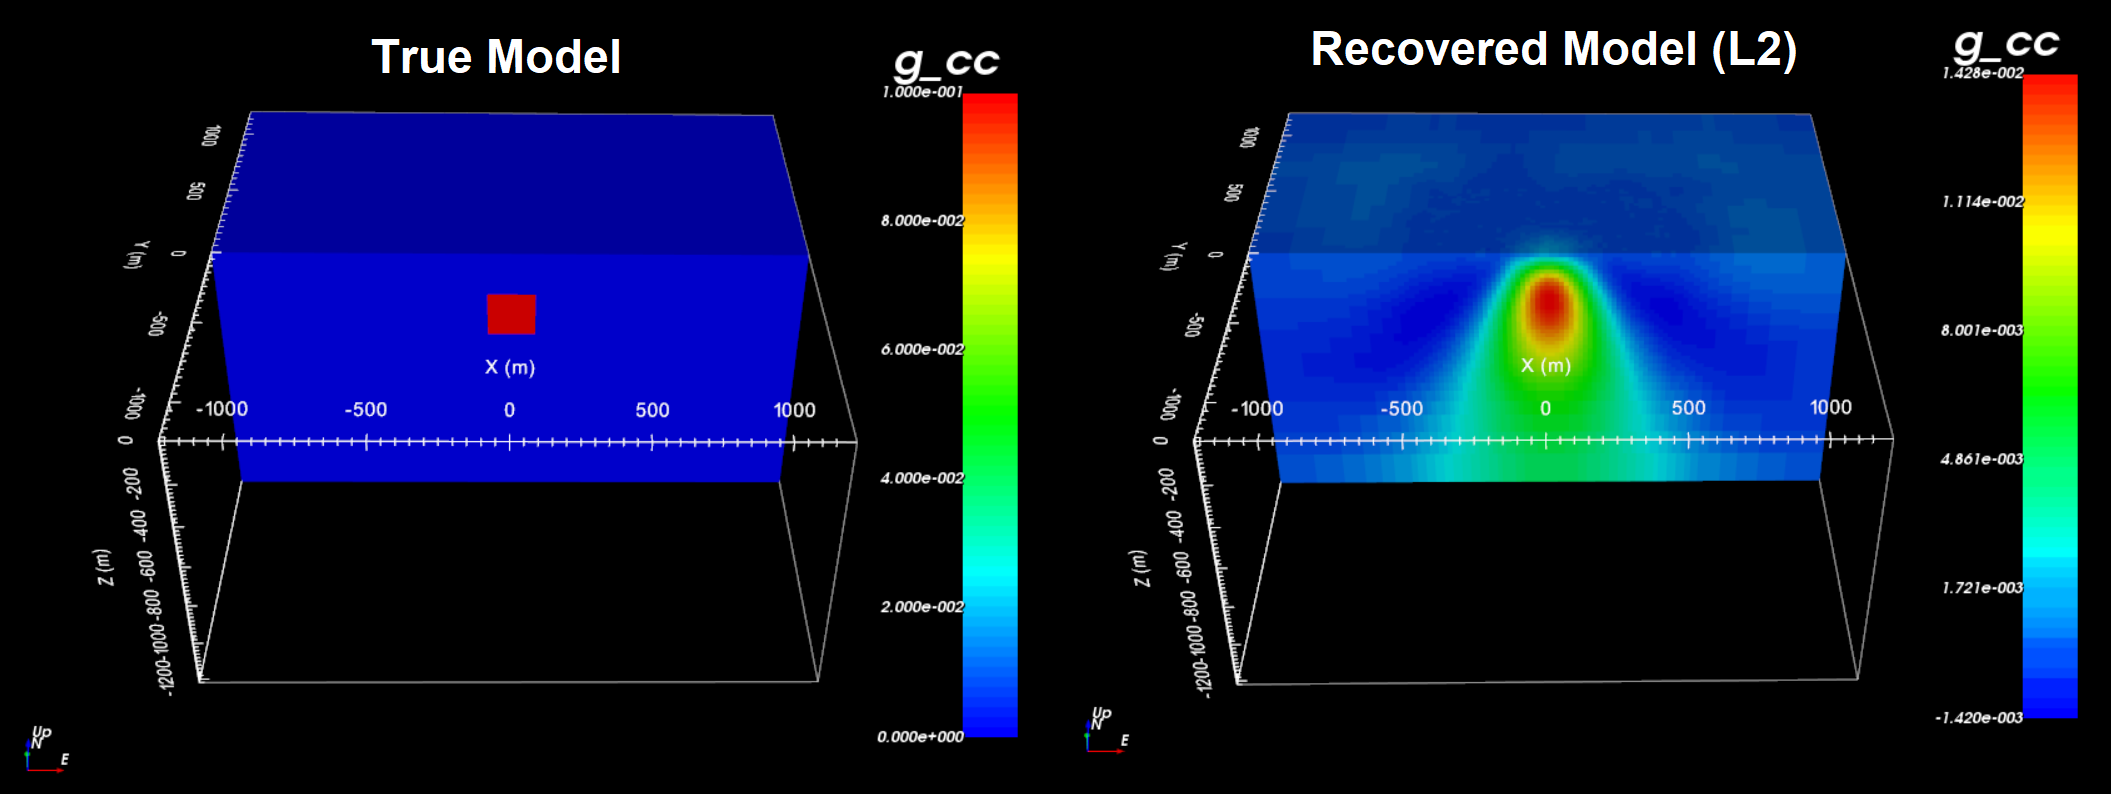 True Model
g_cc
1.000e-001
8.000e-002
6.000e-002
4.000e-002
2.000e-002
0.000e+000
1000
500
0
-500
-1000
Y (m)
X (m)
-1000 -500 0 500 1000
0
-200
-400
-600
-800
-1000
-1200
Z (m)
Up
N
E
Recovered Model (L2)
g_cc
1.428e-002
1.114e-002
8.001e-003
4.861e-003
1.721e-003
-1.420e-003
1000
500
0
-500
-1000
Y (m)
X (m)
-1000 -500 0 500 1000
0
-200
-400
-600
-800
-1000
-1200
Z (m)
Up
N
E